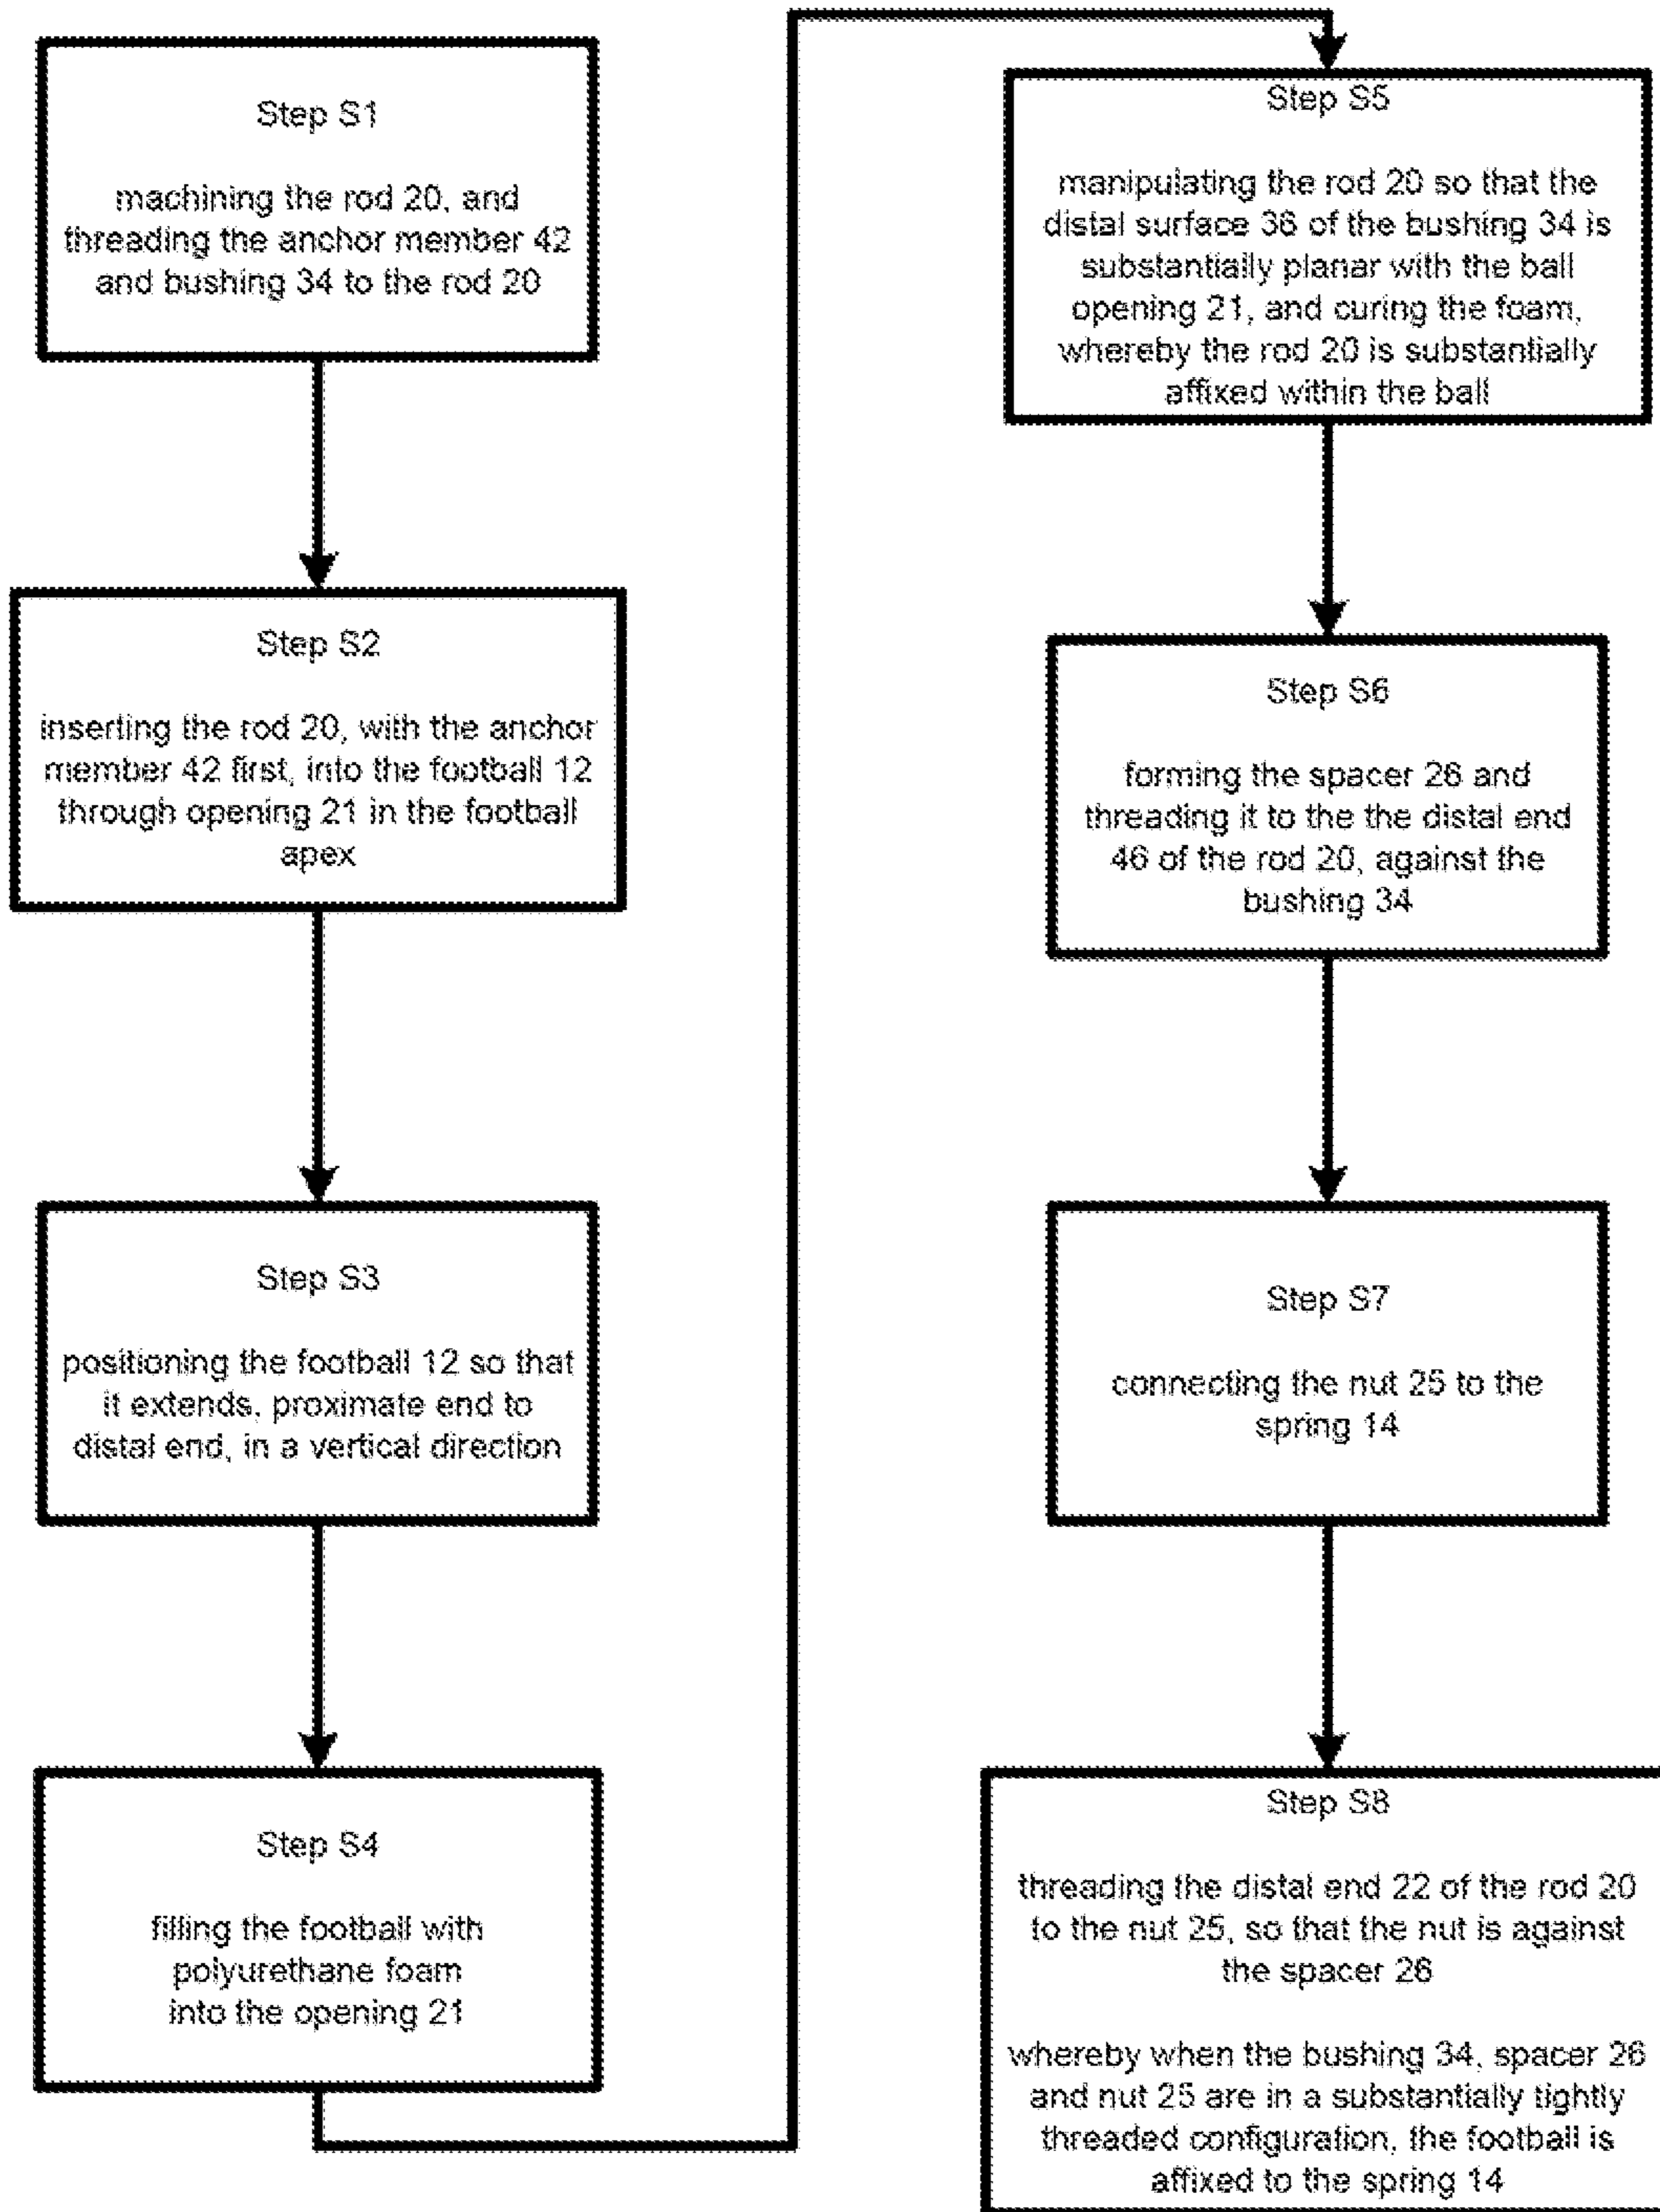 Step S1
machining the rod 20, and
threading the anchor member 42
and bushing 34 to the rod 20
Step S2
inserting the rod 20, with the anchor
member 42 first, into the football 12
through opening 21 in the football
apex
Step S3
positioning the football 12 so that
it extends, proximate end to
distal end, in a vertical direction
Step S4
filling the football with
polyurethane foam
into the opening 21
Step S5
manipulating the rod 20 so that the
distal surface 36 of the bushing 34 is
substantially planar with the ball
opening 21, and curing the foam,
whereby the rod 20 is substantially
affixed within the ball
Step S6
forming the spacer 26 and
threading it to the the distal end
46 of the rod 20, against the
bushing 34
Step S7
connecting the nut 25 to the
spring 14
Step S8
threading the distal end 22 of the rod 20
to the nut 25, so that the nut is against
the spacer 26
whereby when the bushing 34, spacer 26
and nut 25 are in a substantially tightly
threaded configuration, the football is
affixed to the spring 14